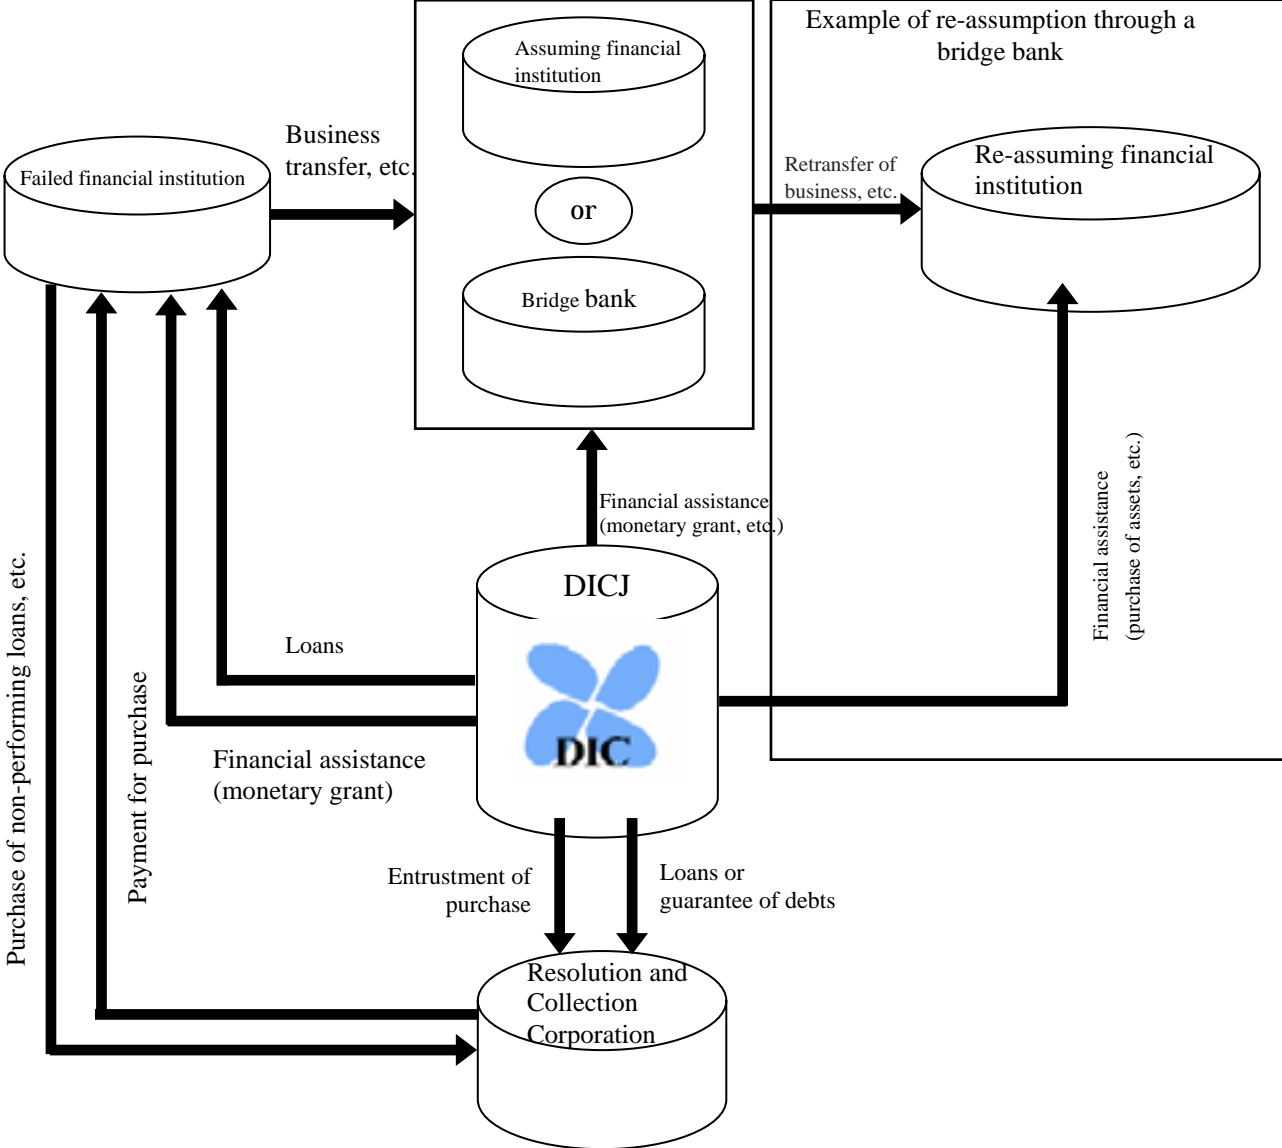 Example of re-assumption through a
bridge bank
Assuming financial
institution
Business
transfer, etc.
Failed financial institution
Re-assuming financial
institution
Retransfer of
business, etc.
or
Bridge bank
Financial assistance
(monetary grant, etc.)
Financial assistance
(purchase of assets, etc.)
DICJ
DIC
Loans
Financial assistance
(monetary grant)
Payment for purchase
Purchase of non-performing loans, etc.
Entrustment of
purchase
Loans or
guarantee of debts
Resolution and
Collection
Corporation